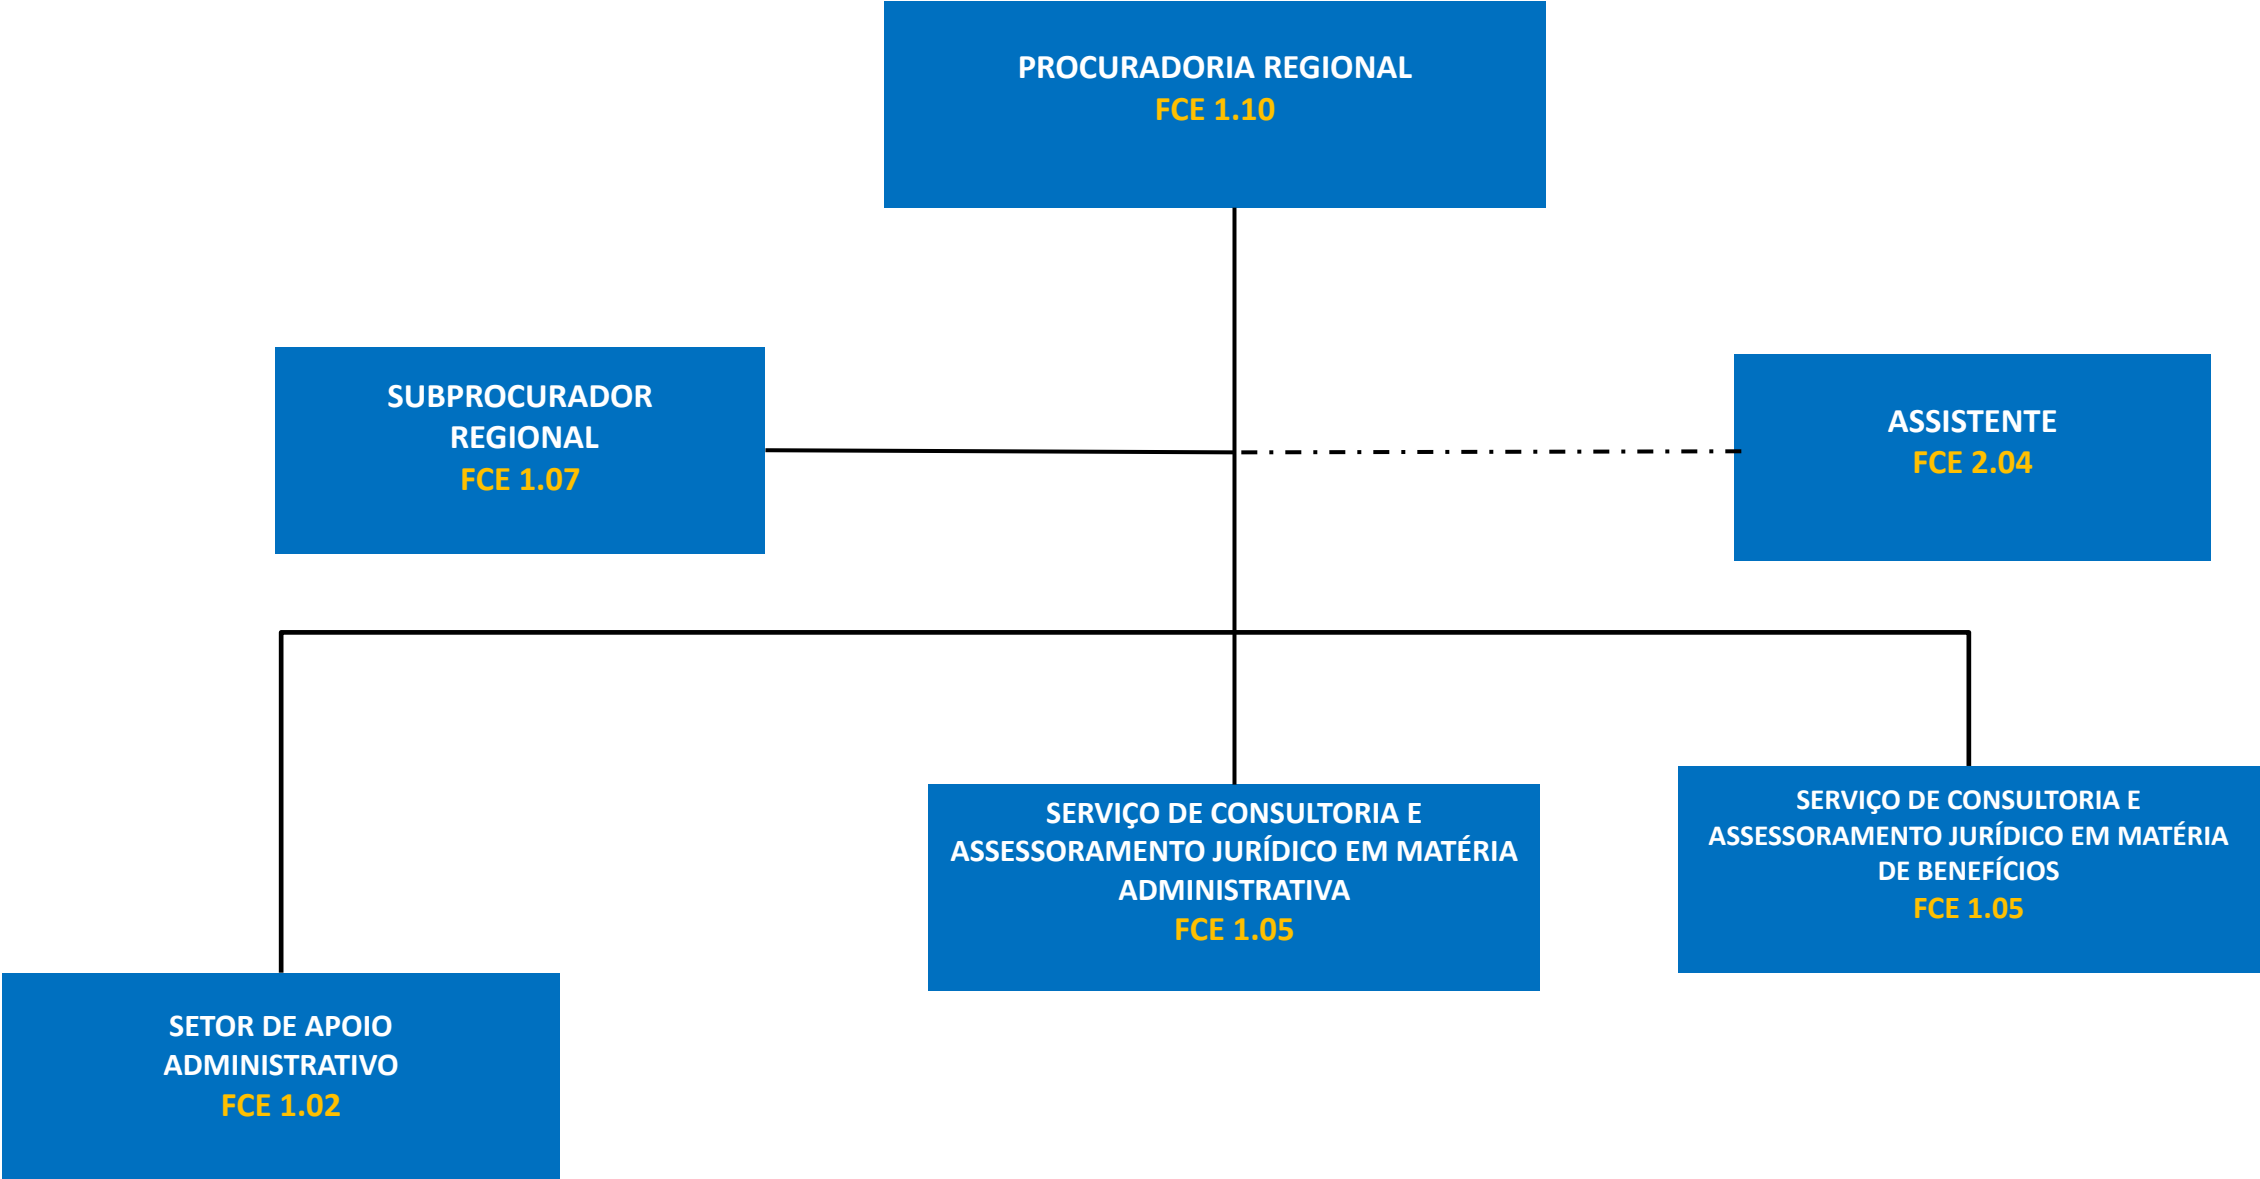 PROCURADORIA REGIONAL
FCE 1.10
SUBPROCURADOR
REGIONAL
FCE 1.07
ASSISTENTE
FCE 2.04
SERVIÇO DE CONSULTORIA E
ASSESSORAMENTO JURÍDICO EM MATÉRIA
ADMINISTRATIVA
FCE 1.05
SERVIÇO DE CONSULTORIA E
ASSESSORAMENTO JURÍDICO EM MATÉRIA
DE BENEFÍCIOS
FCE 1.05
SETOR DE APOIO
ADMINISTRATIVO
FCE 1.02